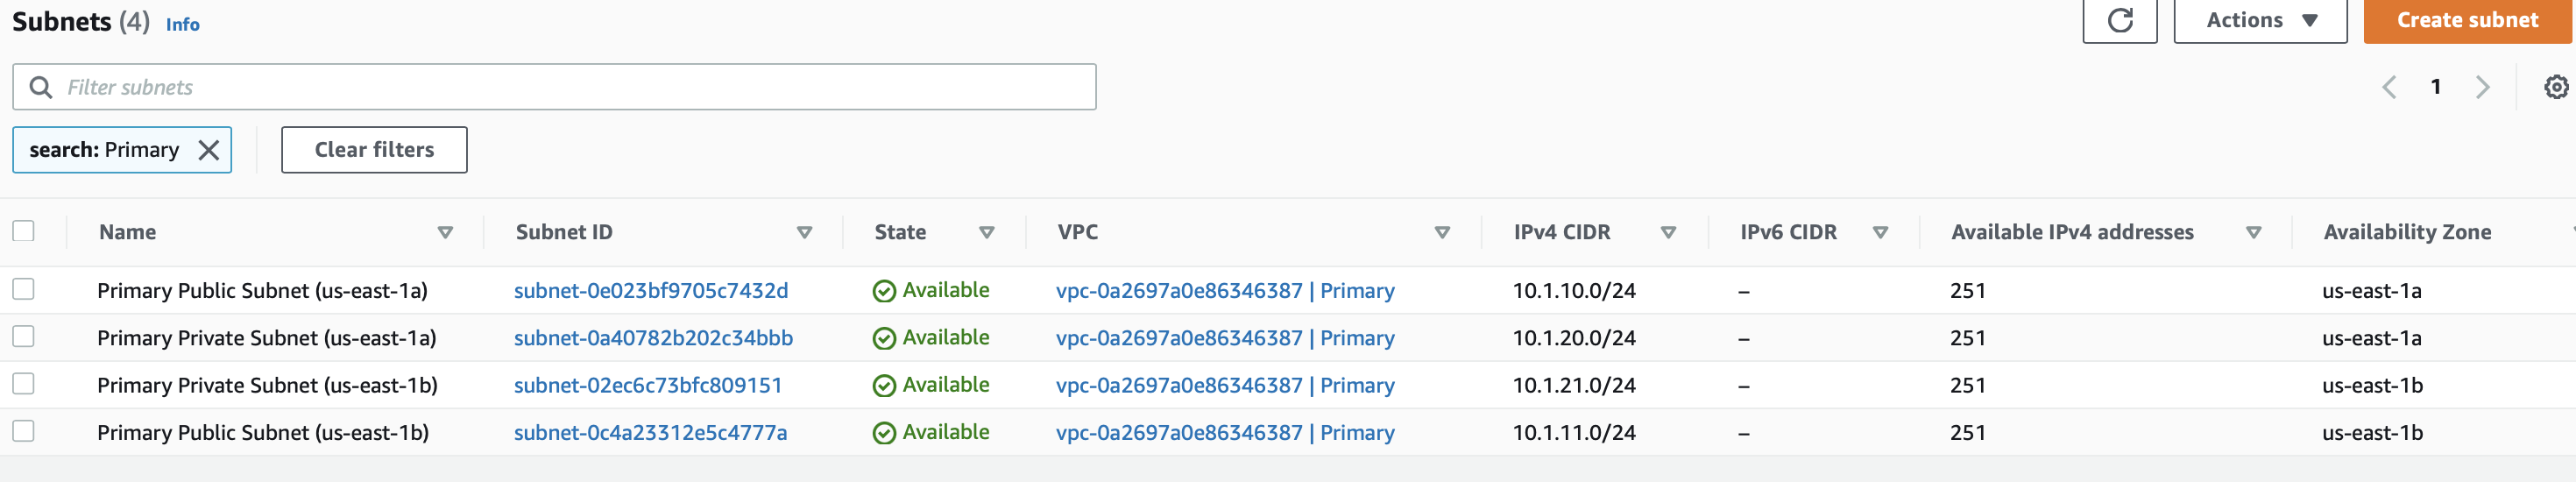 Subnets (4) Info
Actions
Create subnet
Filter subnets
1
search: Primary
Clear filters
Name Subnet ID State VPC IPv4 CIDR IPv6 CIDR Available IPv4 addresses Availability Zone
Primary Public Subnet (us-east-1a) subnet-0e023bf9705c7432d Available vpc-0a2697a0e86346387 | Primary 10.1.10.0/24 – 251 us-east-1a
Primary Private Subnet (us-east-1a) subnet-0a40782b202c34bbb Available vpc-0a2697a0e86346387 | Primary 10.1.20.0/24 – 251 us-east-1a
Primary Private Subnet (us-east-1b) subnet-02ec6c73bfc809151 Available vpc-0a2697a0e86346387 | Primary 10.1.21.0/24 – 251 us-east-1b
Primary Public Subnet (us-east-1b) subnet-0c4a23312e5c4777a Available vpc-0a2697a0e86346387 | Primary 10.1.11.0/24 – 251 us-east-1b